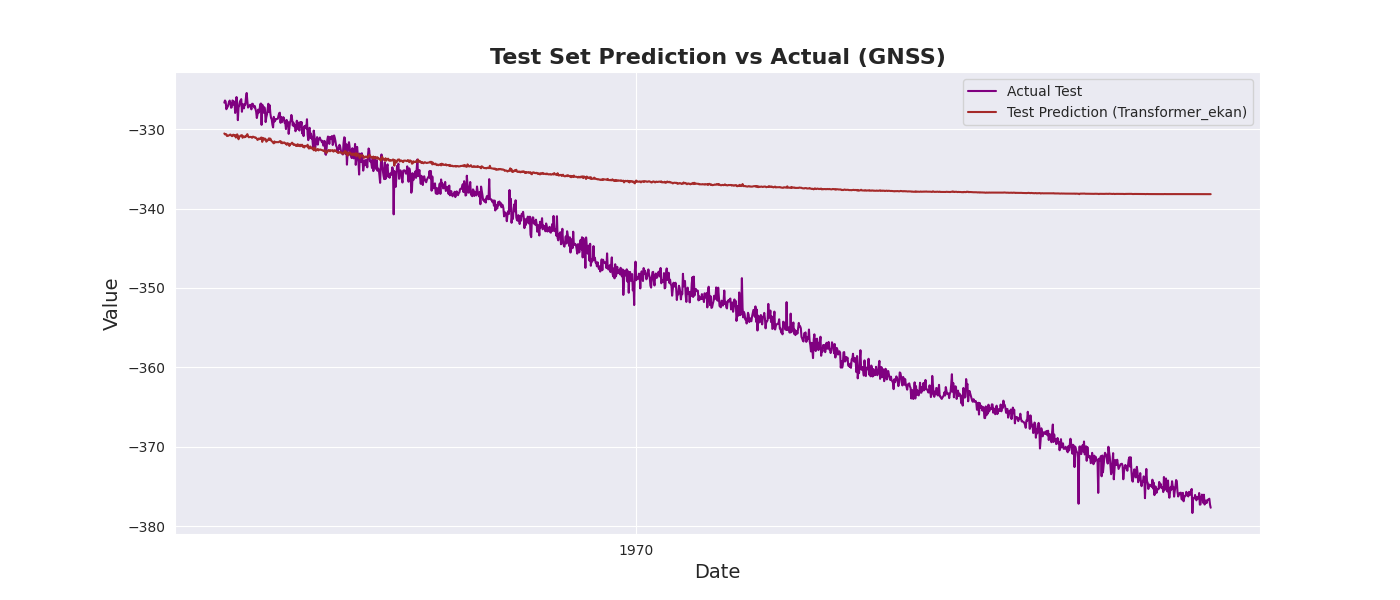 Test Set Prediction vs Actual (GNSS)
Actual Test
Test Prediction (Transformer_ekan)
−330
−340
−350
−360
−370
−380
Value
1970
Date